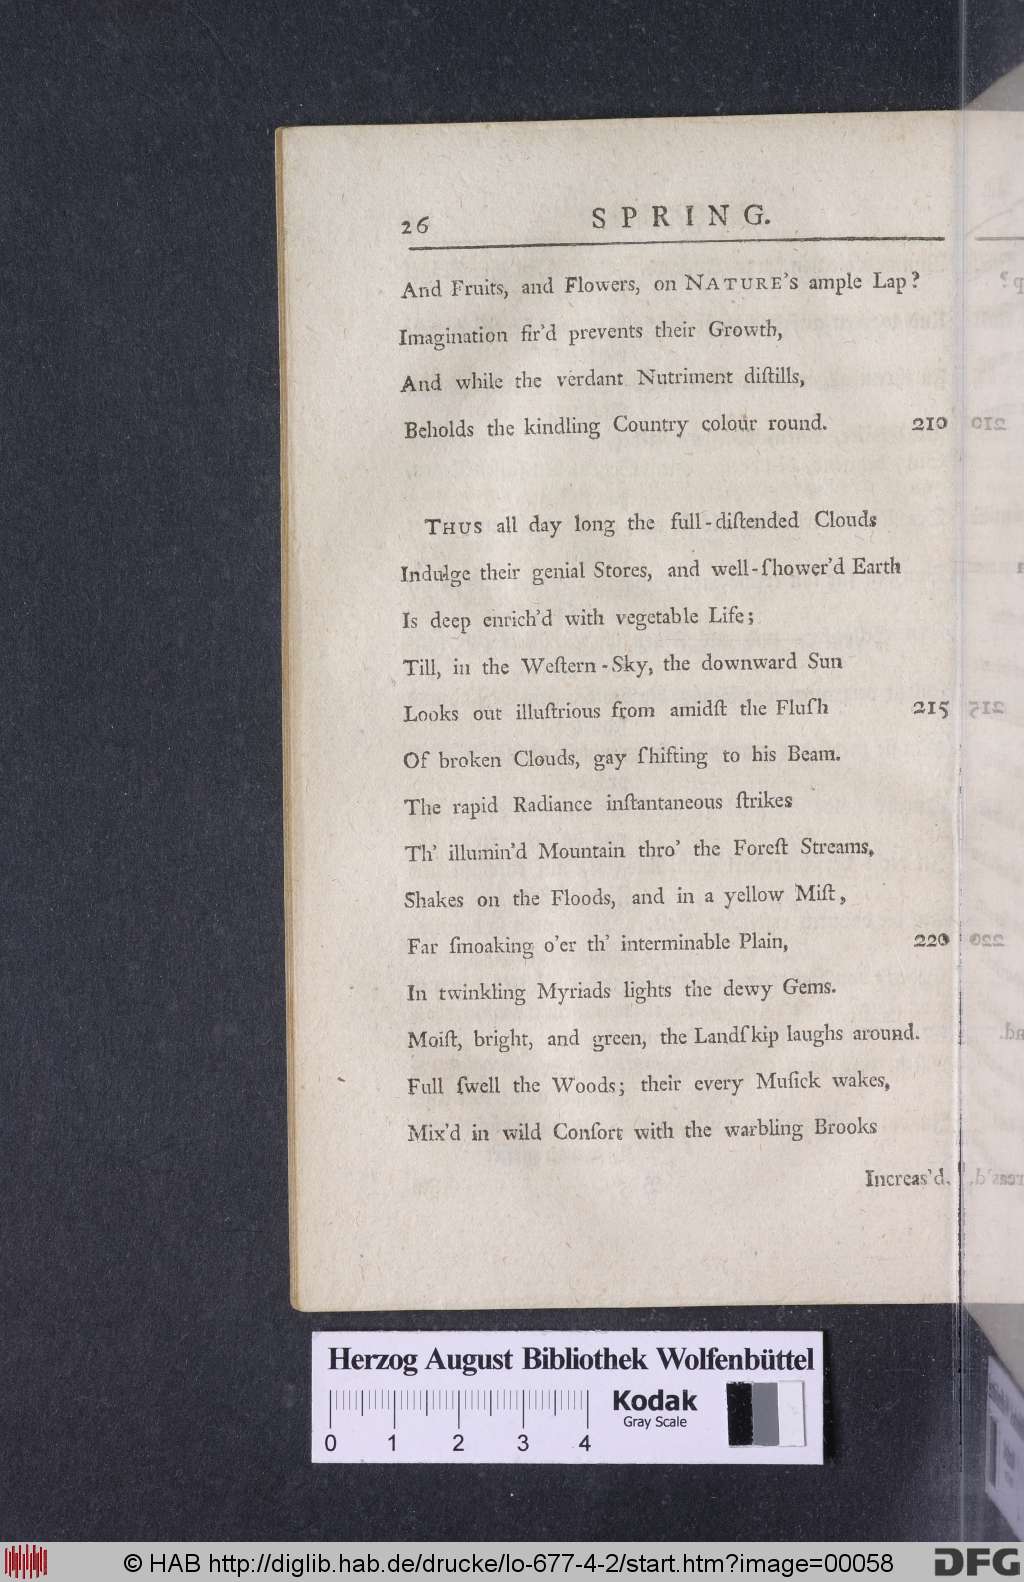 26 SPRING.
And Fruits, and Flowers, on NATURE's ample Lap?
Imagination fir'd prevents their Growth,
And while the verdant Nutriment diſtills,
Beholds the kindling Country colour round. 210
THUS all day long the full-diſtended Clouds
Indulge their genial Stores, and well-ſhower'd Earth
Is deep enrich'd with vegetable Life;
Till, in the Weſtern-Sky, the downward Sun
Looks out illuſtrious from amidſt the Fluſh 215
Of broken Clouds, gay ſhifting to his Beam.
The rapid Radiance inſtantaneous ſtrikes
Th' illumin'd Mountain thro' the Foreſt Streams,
Shakes on the Floods, and in a yellow Miſt,
Far ſmoaking o'er th' interminable Plain, 220
In twinkling Myriads lights the dewy Gems.
Moiſt, bright, and green, the Landſkip laughs around.
Full ſwell the Woods; their every Muſick wakes,
Mix'd in wild Conſort with the warbling Brooks
Increas'd,
Herzog August Bibliothek Wolfenbüttel
Kodak
Gray Scale
0 1 2 3 4
© HAB http://diglib.hab.de/drucke/lo-677-4-2/start.htm?image=00058
DFG